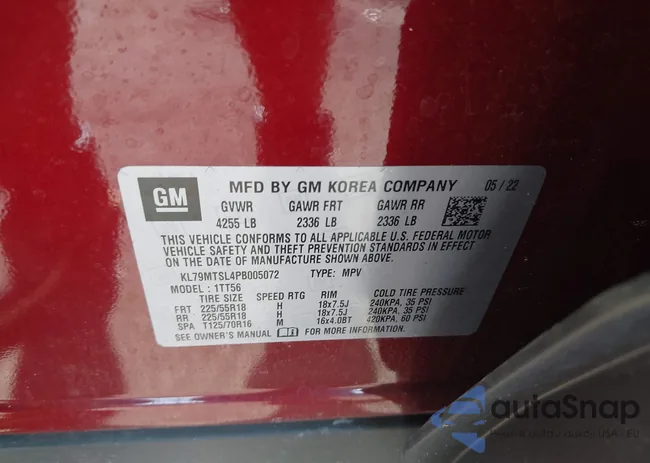 GM
MFD BY GM KOREA COMPANY 05 / 22
GVWR GAWR FRT GAWR RR
4255 LB 2336 LB 2336 LB
THIS VEHICLE CONFORMS TO ALL APPLICABLE U.S. FEDERAL MOTOR
VEHICLE SAFETY AND THEFT PREVENTION STANDARDS IN EFFECT ON
THE DATE OF MANUFACTURE SHOWN ABOVE.
KL79MTSL4PB005072 TYPE: MPV
MODEL: 1TT56
TIRE SIZE SPEED RTG RIM COLD TIRE PRESSURE
FRT 225/55R18 H 18x7.5J 240KPA, 35 PSI
RR 225/55R18 H 18x7.5J 240KPA, 35 PSI
SPA T125/70R16 M 16x4.0BT 420KPA, 60 PSI
SEE OWNER'S MANUAL FOR MORE INFORMATION.
autaSnap